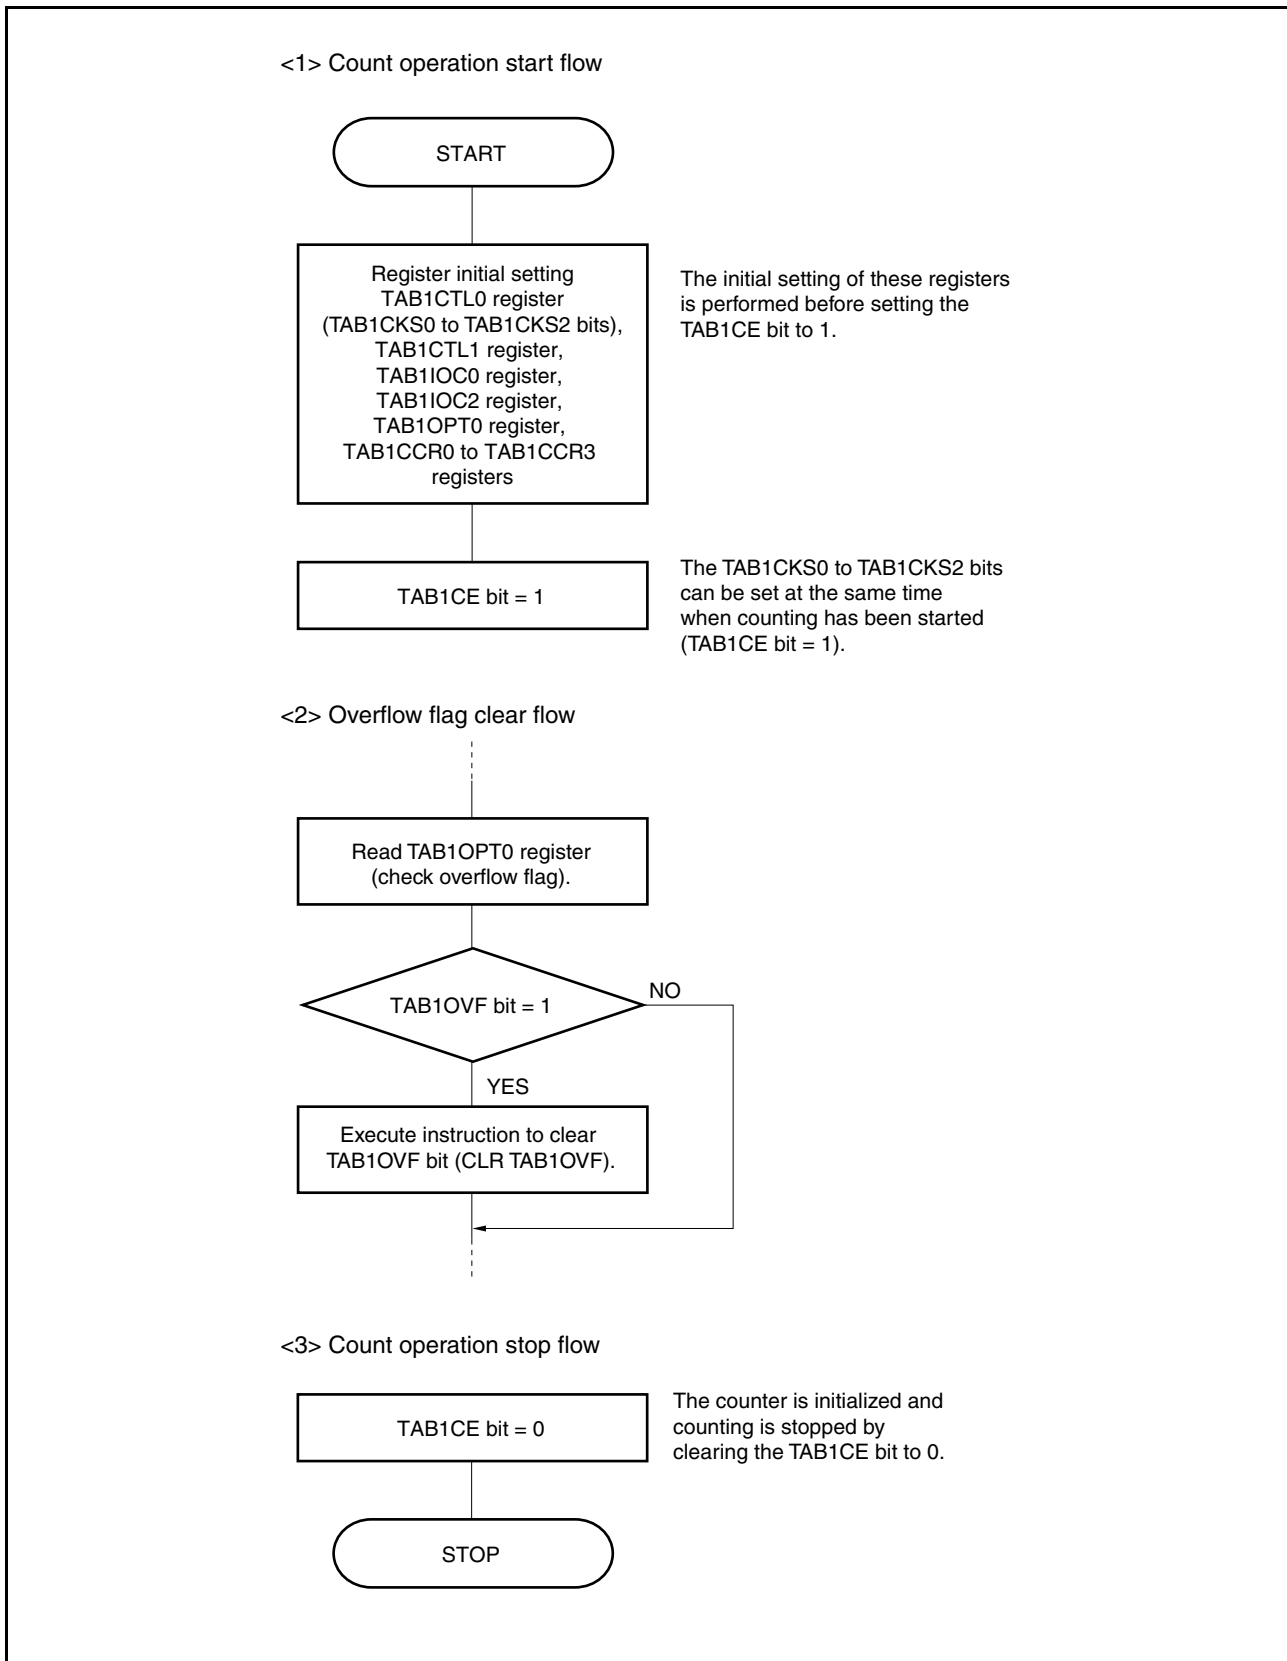 <1> Count operation start flow
START
Register initial setting
TAB1CTL0 register
(TAB1CKS0 to TAB1CKS2 bits),
TAB1CTL1 register,
TAB1IOC0 register,
TAB1IOC2 register,
TAB1OPT0 register,
TAB1CCR0 to TAB1CCR3
registers
The initial setting of these registers
is performed before setting the
TAB1CE bit to 1.
TAB1CE bit = 1
The TAB1CKS0 to TAB1CKS2 bits
can be set at the same time
when counting has been started
(TAB1CE bit = 1).
<2> Overflow flag clear flow
Read TAB1OPT0 register
(check overflow flag).
TAB1OVF bit = 1
NO
YES
Execute instruction to clear
TAB1OVF bit (CLR TAB1OVF).
<3> Count operation stop flow
TAB1CE bit = 0
The counter is initialized and
counting is stopped by
clearing the TAB1CE bit to 0.
STOP